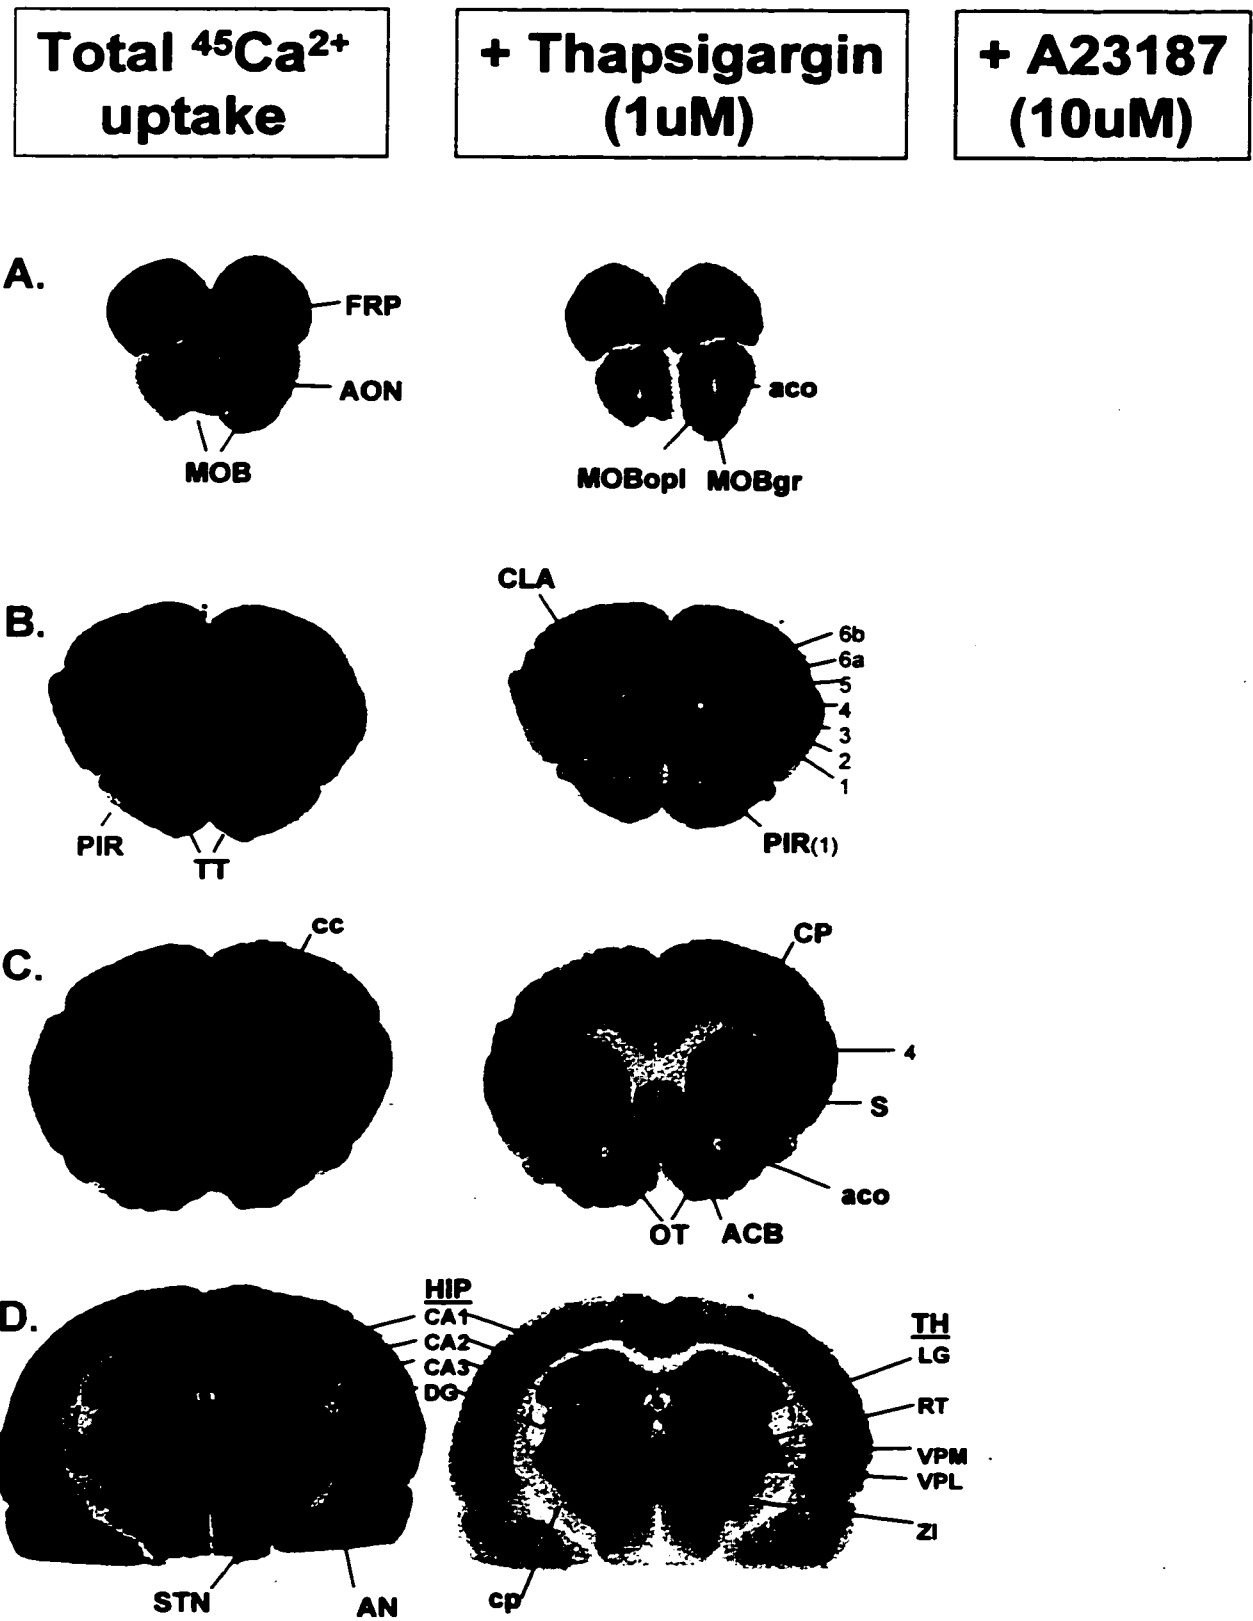 Total ⁴⁵Ca²⁺
uptake
+ Thapsigargin
(1uM)
+ A23187
(10uM)
A.
FRP
AON
MOB
aco
MOBopl MOBgr
B.
PIR
TT
CLA
6b
6a
5
4
3
2
1
PIR(1)
C.
cc
CP
4
S
aco
OT ACB
D.
HIP
CA1
CA2
CA3
DG
STN
AN
cp
TH
LG
RT
VPM
VPL
ZI